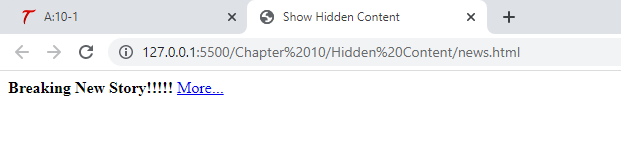 A:10-1
Show Hidden Content
127.0.0.1:5500/Chapter%2010/Hidden%20Content/news.html
Breaking New Story!!!!! More...